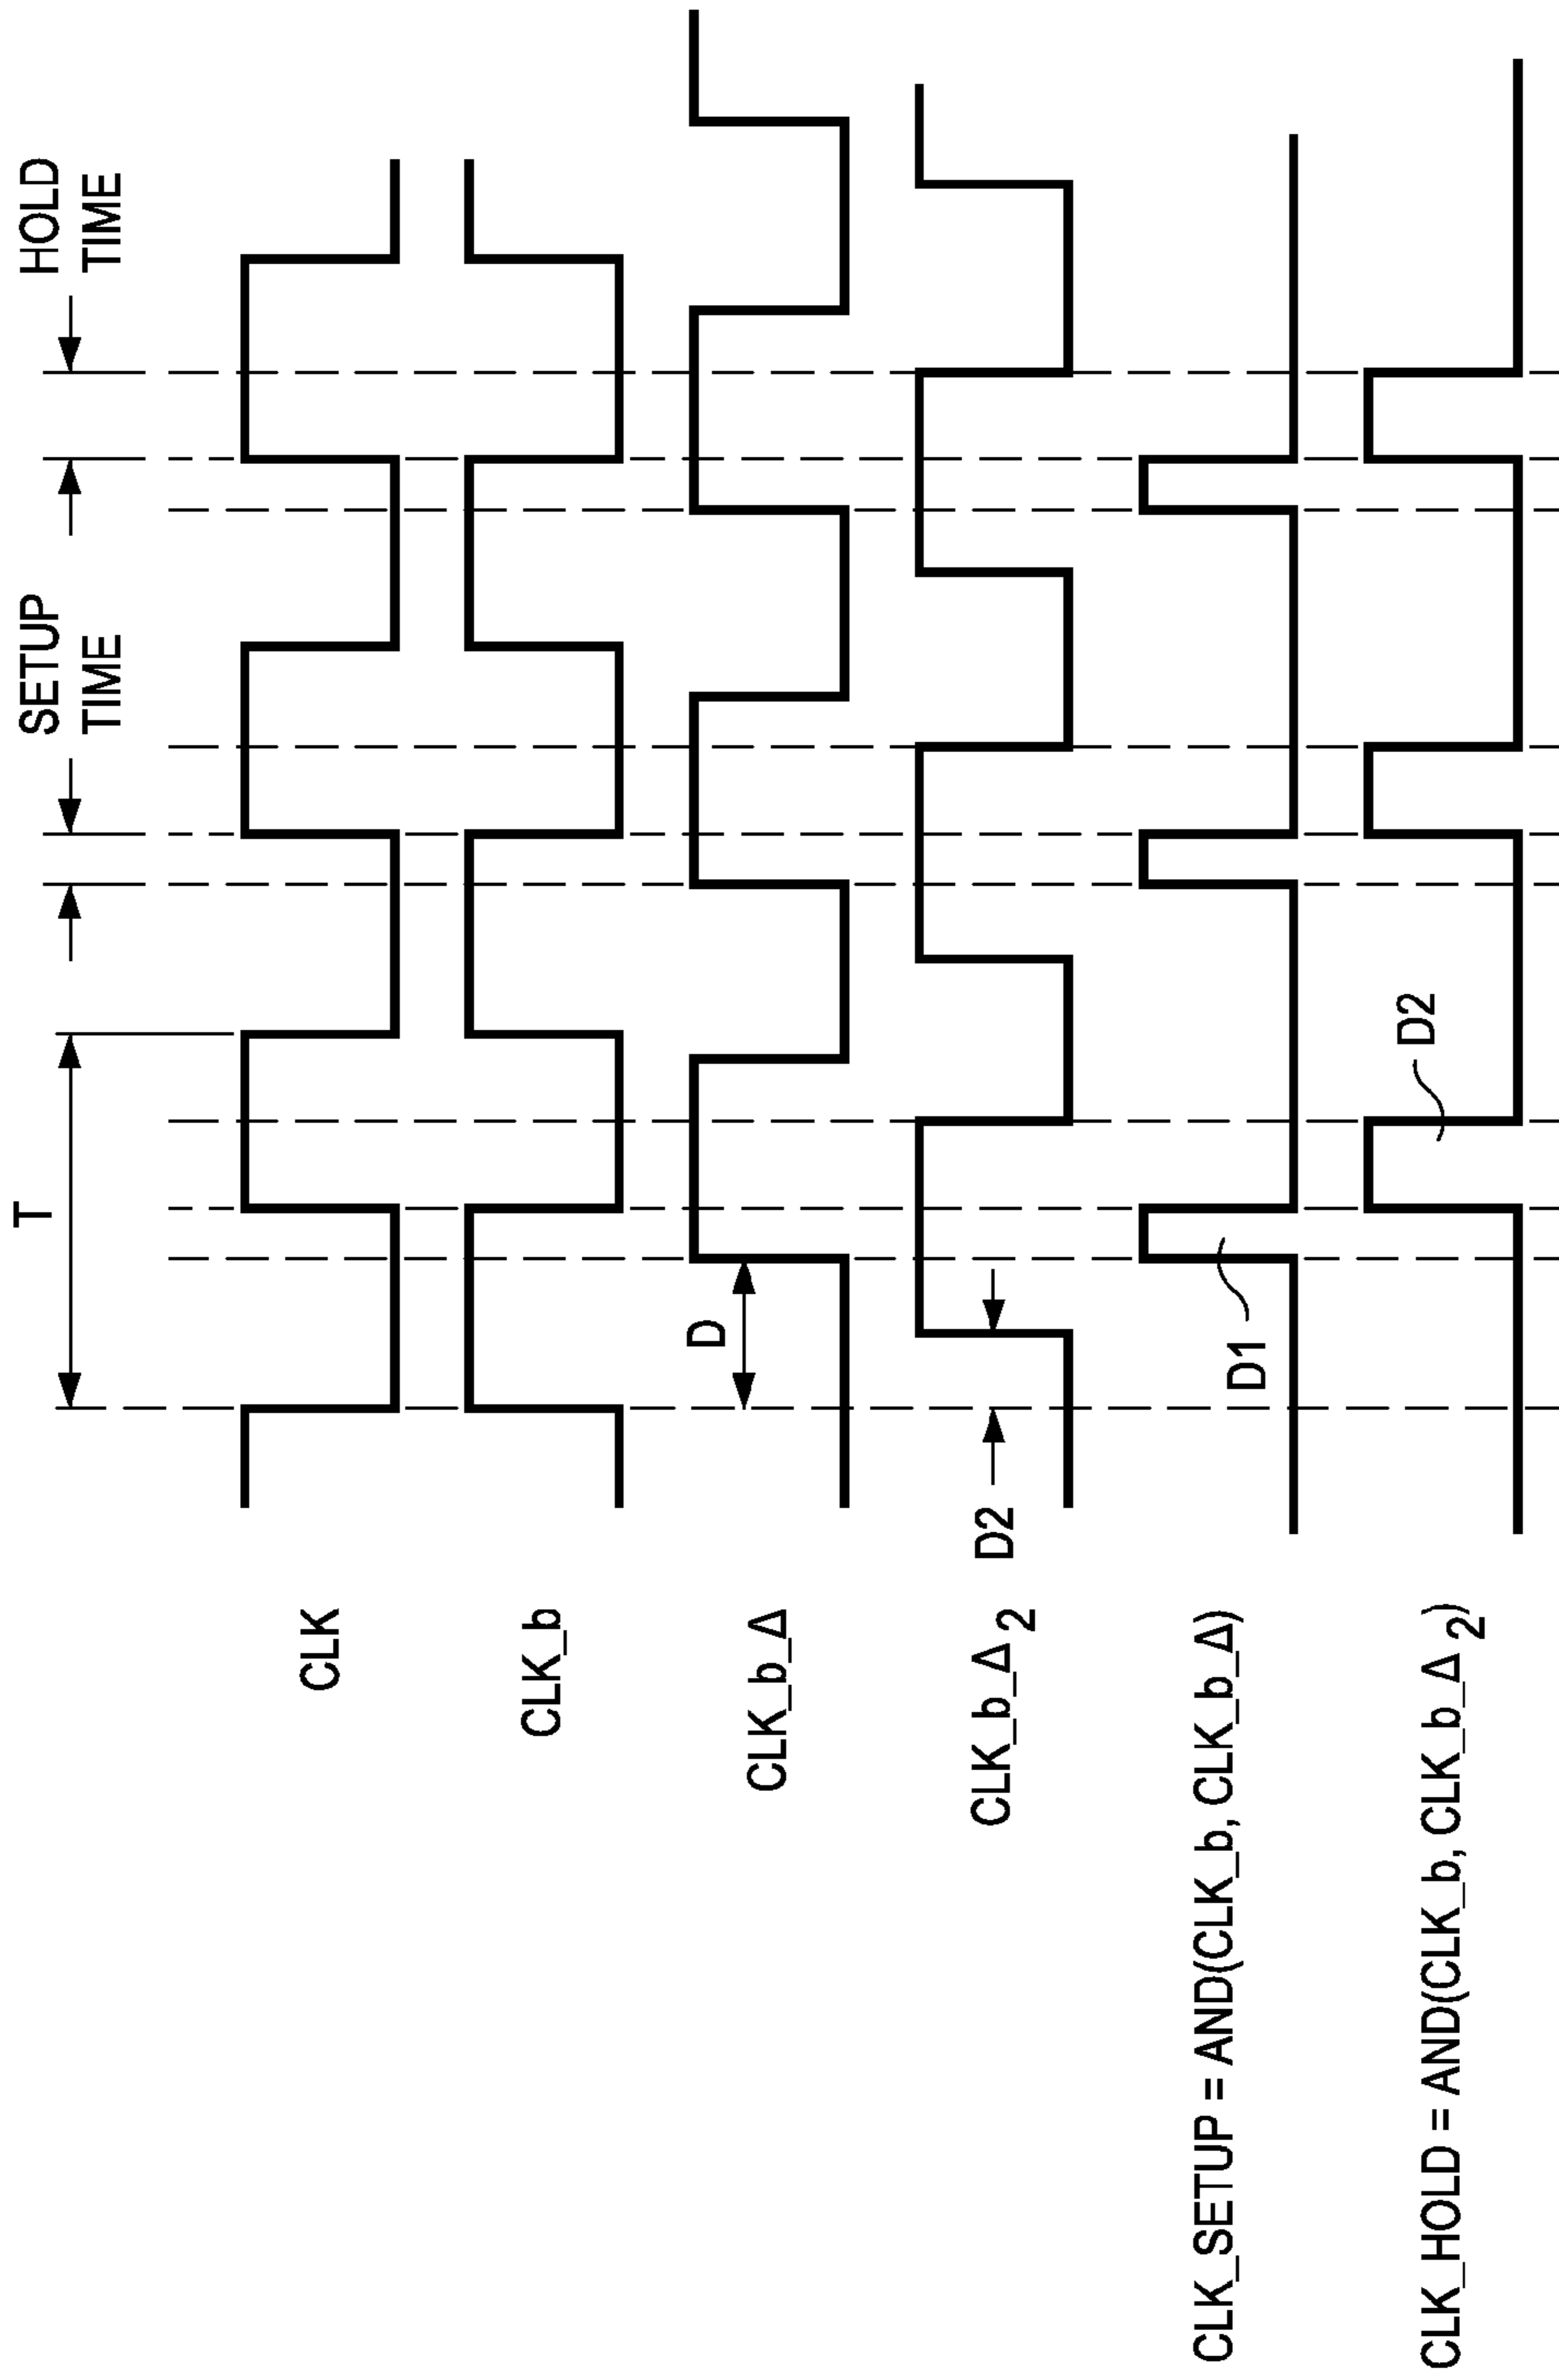 T
SETUP
TIME
HOLD
TIME
CLK
CLK_b
CLK_b_Δ
D
CLK_b_Δ2
D2
CLK_SETUP = AND(CLK_b, CLK_b_Δ)
D1
CLK_HOLD = AND(CLK_b, CLK_b_Δ2)
D2